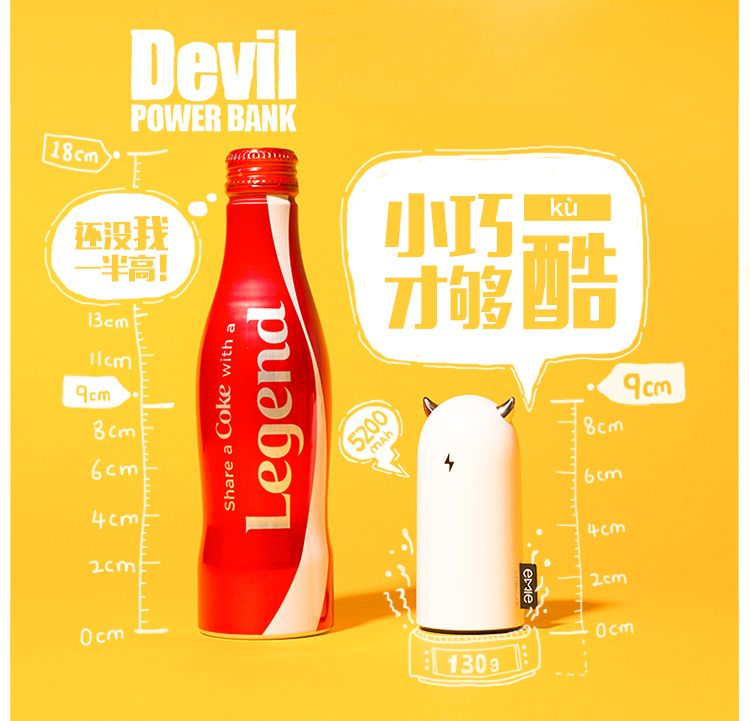 Devil
POWER BANK
18cm
还没我
一半高!
13cm
11cm
9cm
8cm
6cm
4cm
2cm
0cm
Share a Coke with a
Legend
kù
小巧
才够酷
5200
mAh
emie
130g
9cm
8cm
6cm
4cm
2cm
0cm